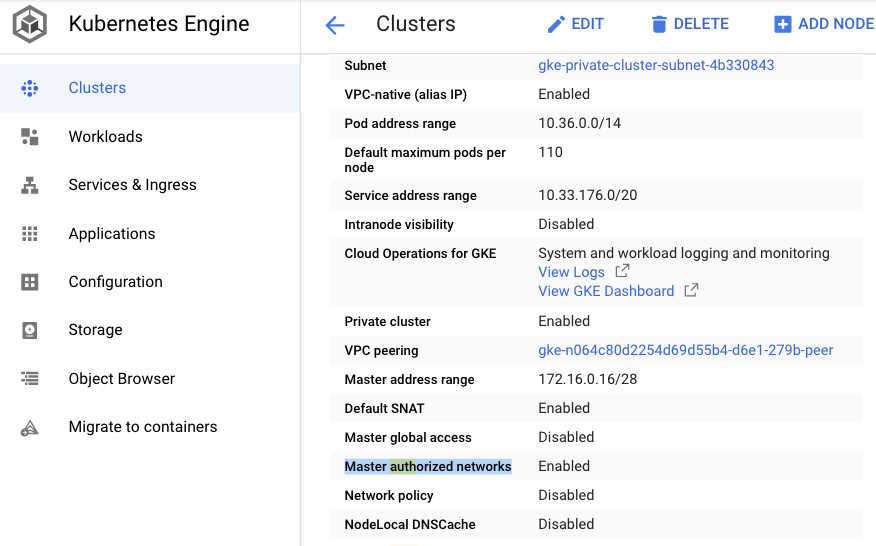 Kubernetes Engine
Clusters
EDIT
DELETE
ADD NODE
Clusters
Workloads
Services & Ingress
Applications
Configuration
Storage
Object Browser
Migrate to containers
Subnet gke-private-cluster-subnet-4b330843
VPC-native (alias IP) Enabled
Pod address range 10.36.0.0/14
Default maximum pods per 110
node
Service address range 10.33.176.0/20
Intranode visibility Disabled
Cloud Operations for GKE System and workload logging and monitoring
View Logs
View GKE Dashboard
Private cluster Enabled
VPC peering gke-n064c80d2254d69d55b4-d6e1-279b-peer
Master address range 172.16.0.16/28
Default SNAT Enabled
Master global access Disabled
Master authorized networks Enabled
Network policy Disabled
NodeLocal DNSCache Disabled